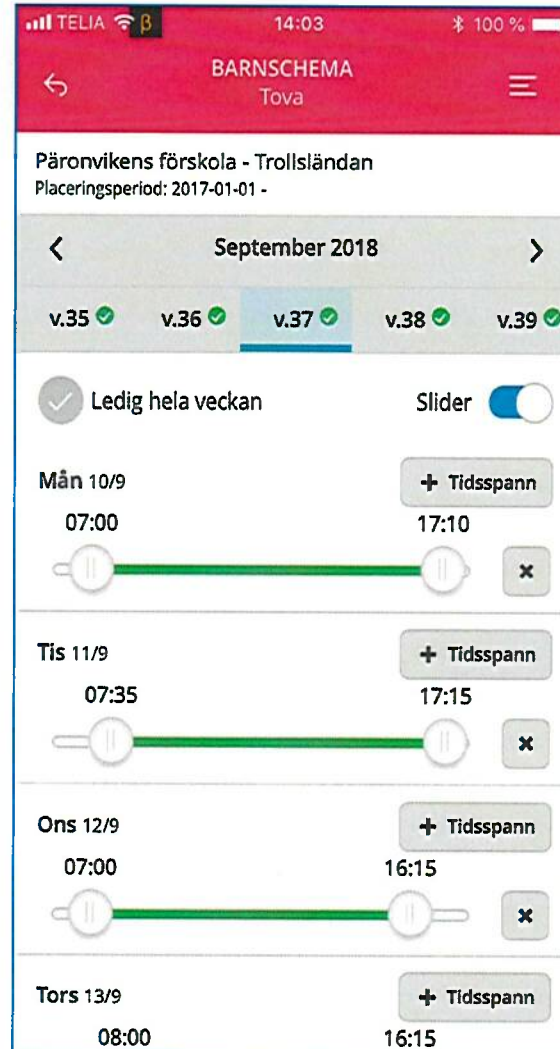 TELIA β 14:03 100 %
BARNSCHEMA
Tova
Päronvikens förskola - Trollsländan
Placeringsperiod: 2017-01-01 -
September 2018
v.35 v.36 v.37 v.38 v.39
Ledig hela veckan Slider
Mån 10/9 + Tidsspann
07:00 17:10
Tis 11/9 + Tidsspann
07:35 17:15
Ons 12/9 + Tidsspann
07:00 16:15
Tors 13/9 + Tidsspann
08:00 16:15